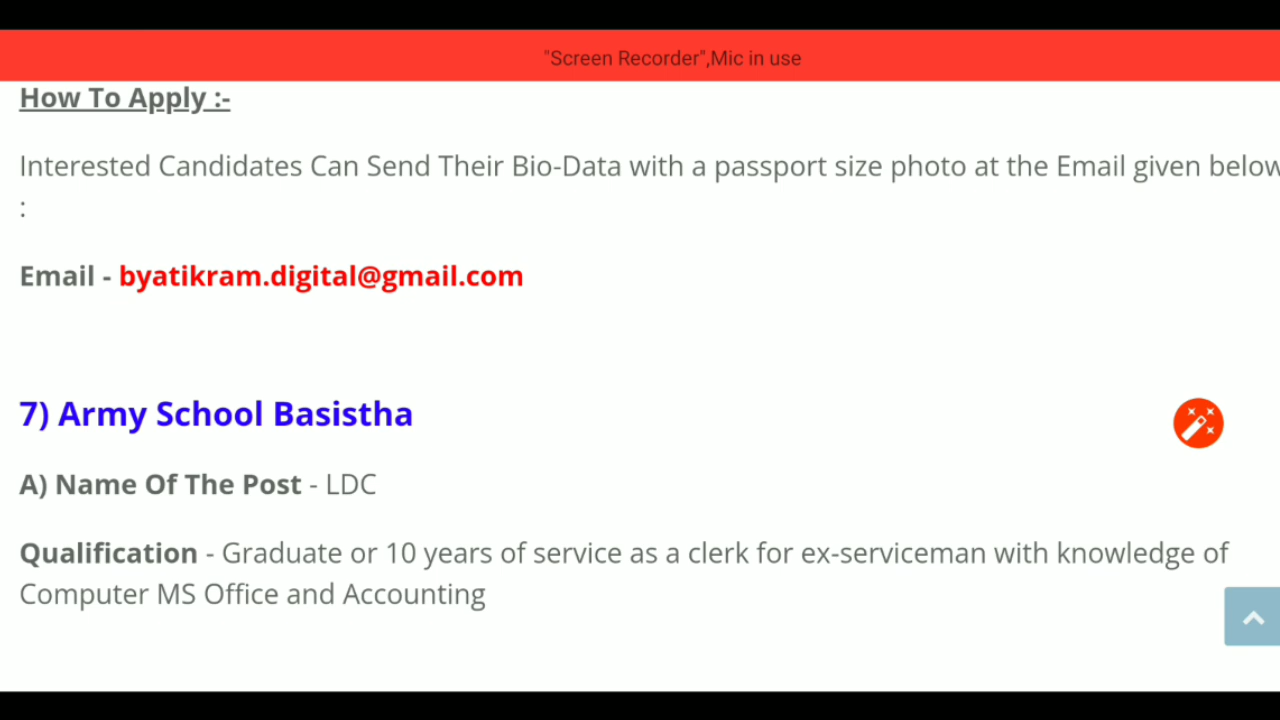 "Screen Recorder",Mic in use
How To Apply :-
Interested Candidates Can Send Their Bio-Data with a passport size photo at the Email given below
:
Email - byatikram.digital@gmail.com
7) Army School Basistha
A) Name Of The Post - LDC
Qualification - Graduate or 10 years of service as a clerk for ex-serviceman with knowledge of
Computer MS Office and Accounting